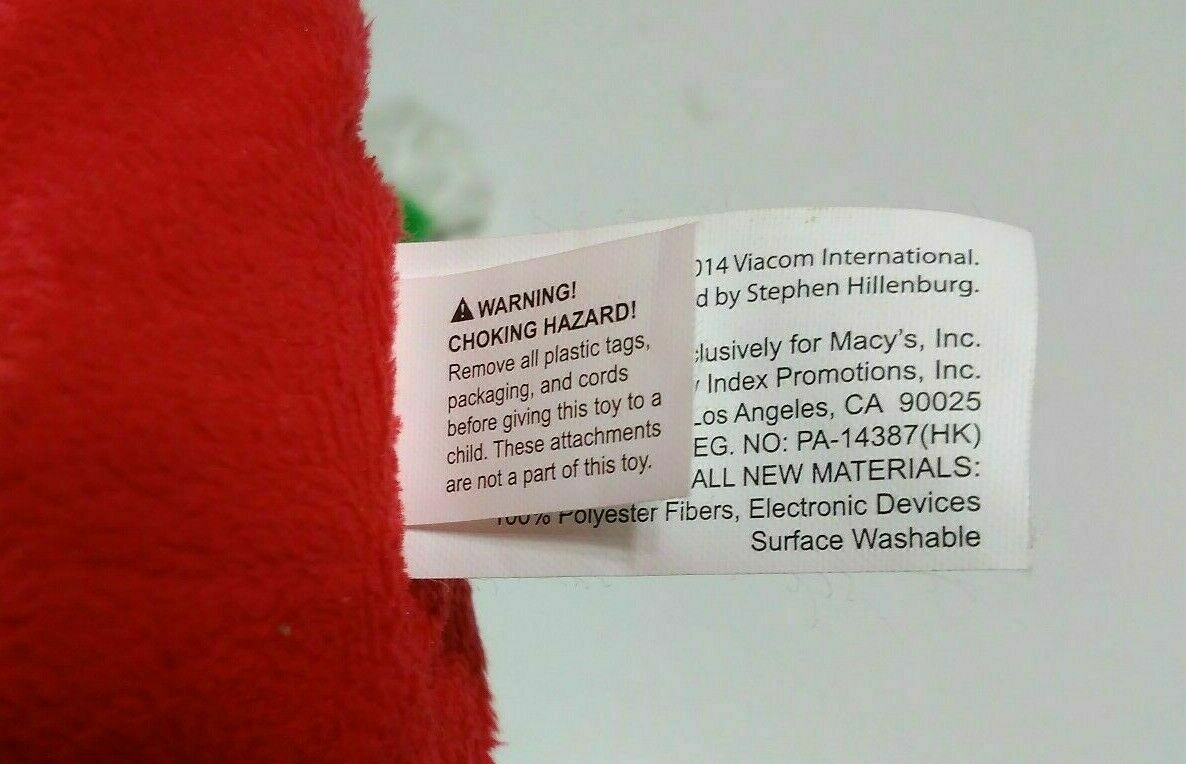 WARNING!
CHOKING HAZARD!
Remove all plastic tags,
packaging, and cords
before giving this toy to a
child. These attachments
are not a part of this toy.
014 Viacom International.
d by Stephen Hillenburg.
clusively for Macy's, Inc.
Index Promotions, Inc.
Los Angeles, CA 90025
EG. NO: PA-14387(HK)
ALL NEW MATERIALS:
100% Polyester Fibers, Electronic Devices
Surface Washable